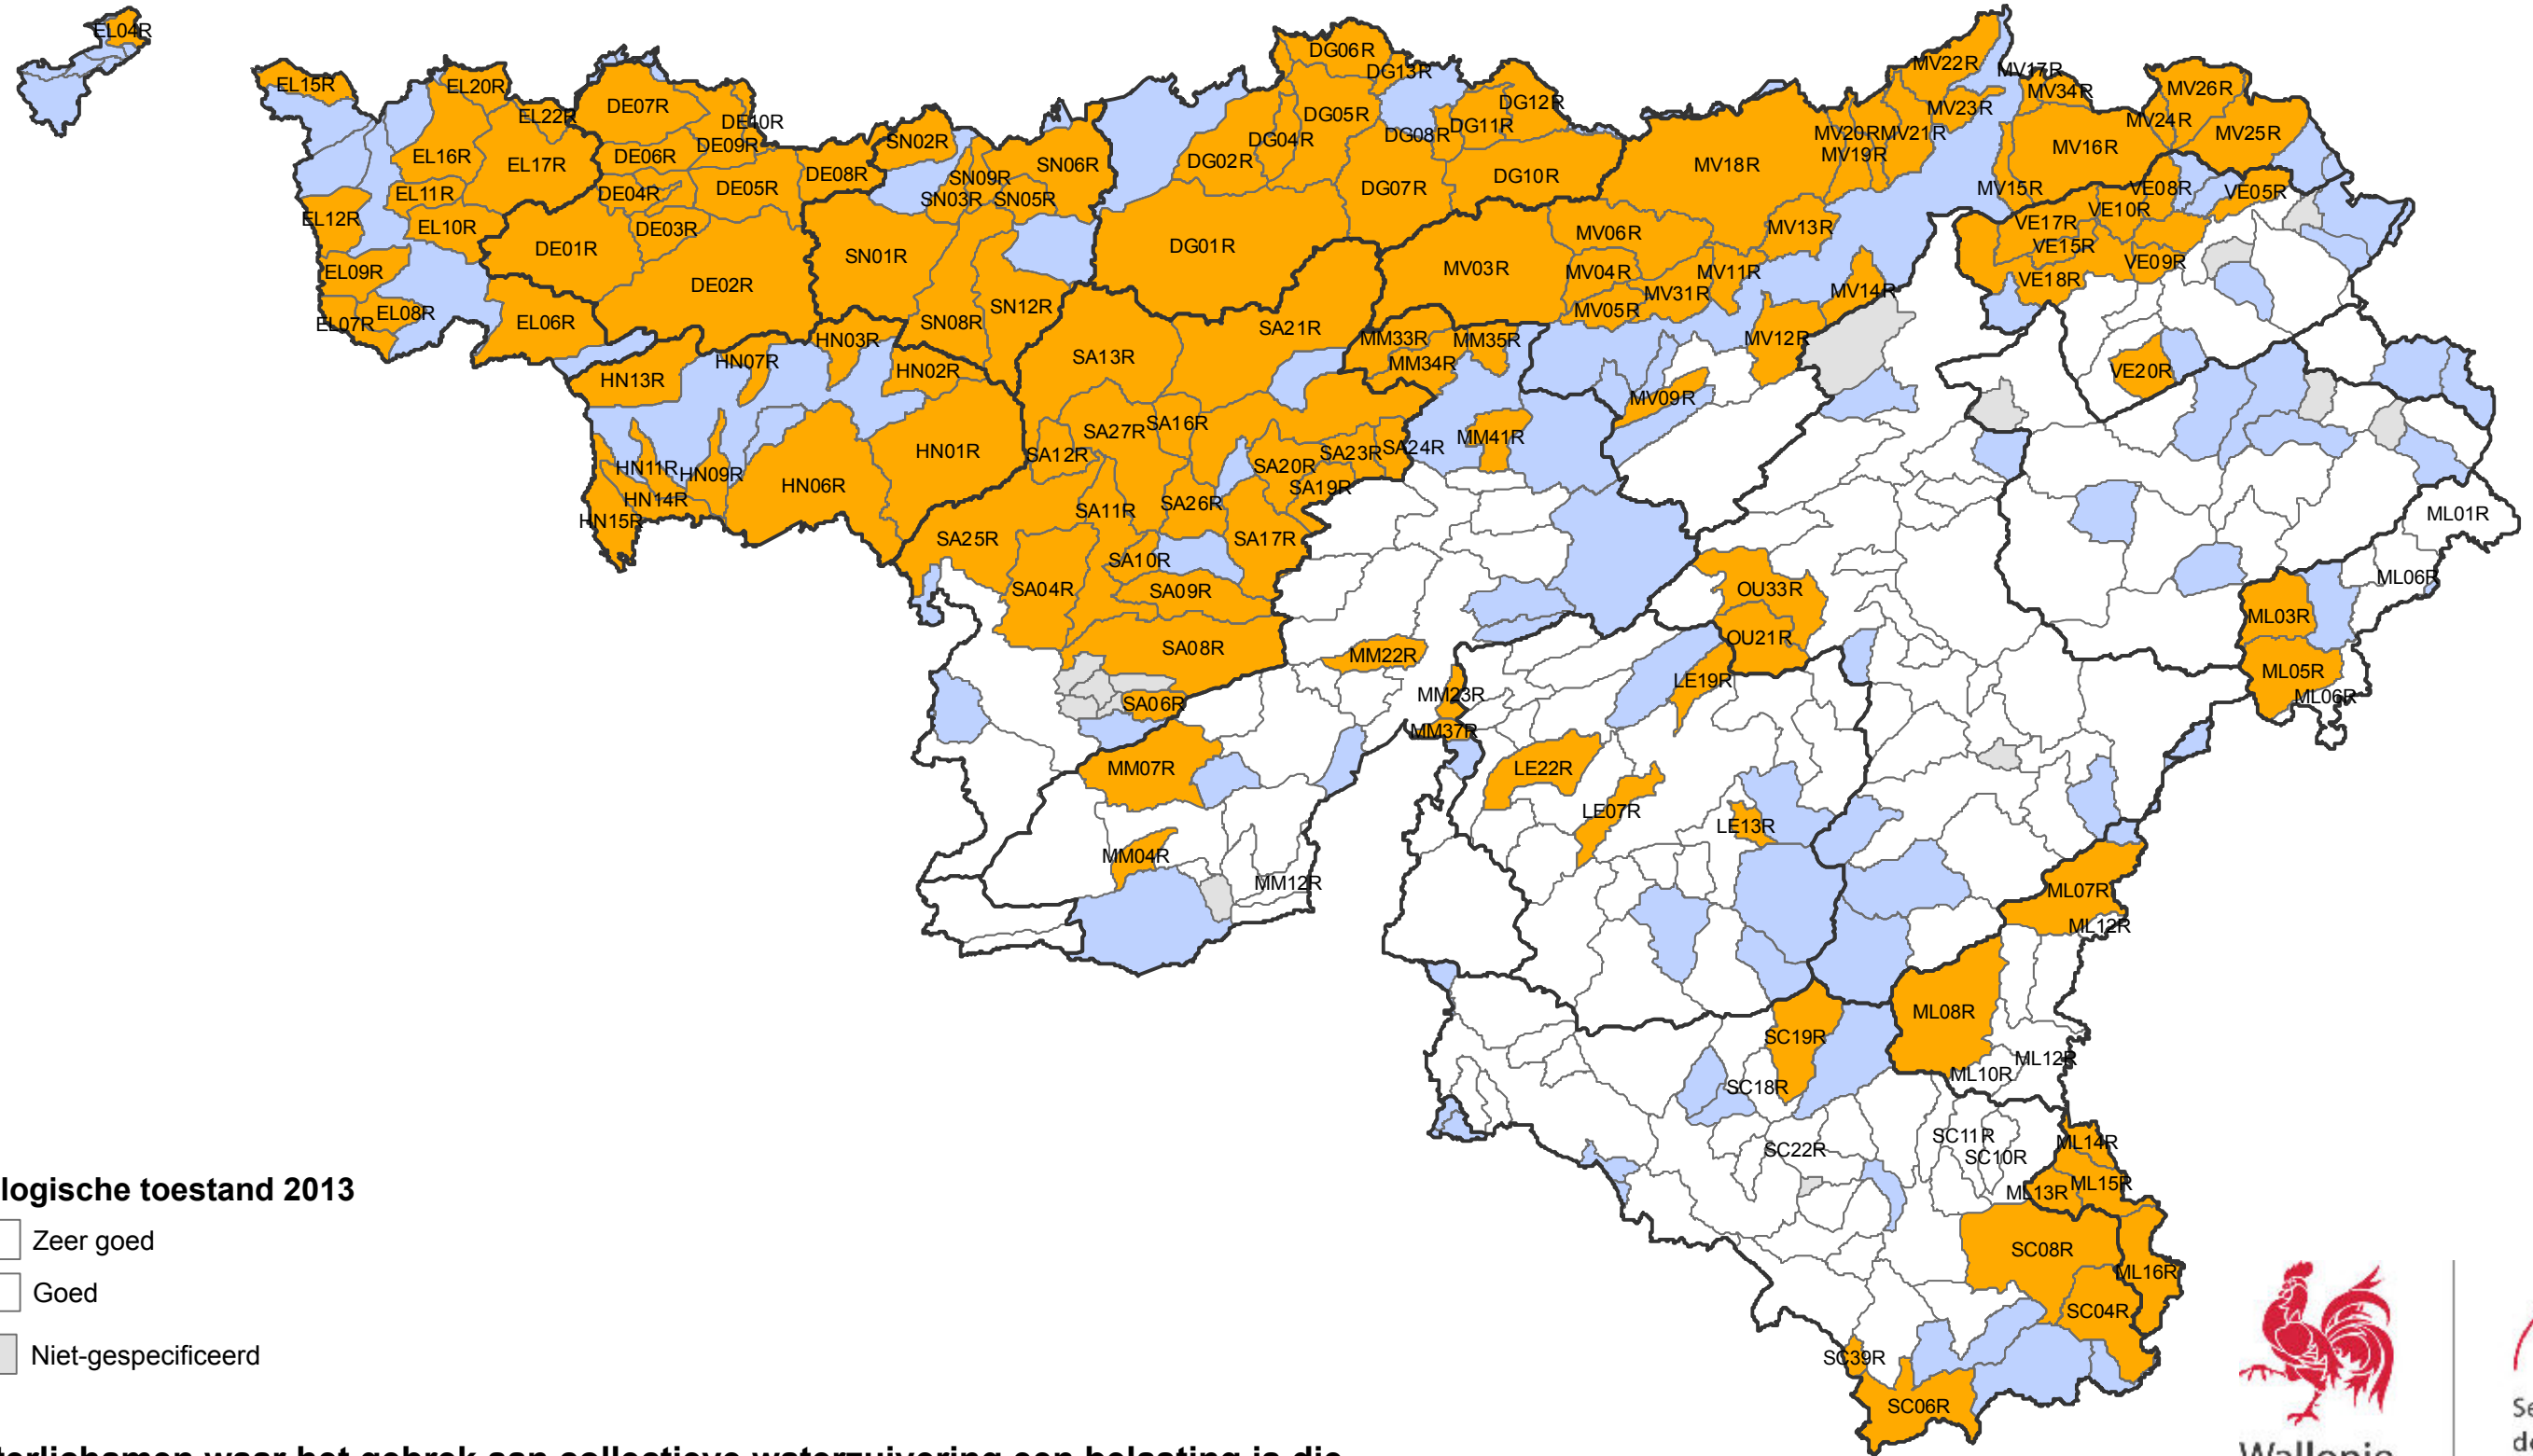 EL04R
EL15R
EL20R
EL22R
EL16R
EL17R
EL11R
EL10R
EL12R
EL09R
EL08R
EL07R
EL06R
DE07R
DE10R
DE09R
DE06R
DE04R
DE05R
DE08R
DE03R
DE01R
DE02R
SN02R
SN09R
SN03R
SN05R
SN06R
SN01R
SN12R
SN08R
HN03R
HN07R
HN02R
HN13R
HN01R
HN11R
HN09R
HN06R
HN14R
HN15R
DG06R
DG13R
DG05R
DG12R
DG11R
DG08R
DG04R
DG02R
DG07R
DG10R
DG01R
SA21R
SA13R
SA16R
SA27R
SA12R
SA23R
SA24R
SA20R
SA19R
SA26R
SA11R
SA17R
SA25R
SA10R
SA09R
SA04R
SA08R
SA06R
MV22R
MV17R
MV34R
MV23R
MV26R
MV24R
MV25R
MV20R
MV21R
MV19R
MV18R
MV16R
MV15R
MV13R
MV06R
MV03R
MV04R
MV11R
MV31R
MV05R
MV14R
MV12R
MV09R
VE08R
VE05R
VE10R
VE17R
VE15R
VE09R
VE18R
VE20R
MM33R
MM35R
MM34R
MM41R
MM22R
MM23R
MM37R
MM07R
MM04R
MM12R
OU33R
OU21R
LE19R
LE22R
LE07R
LE13R
ML01R
ML06R
ML03R
ML05R
ML06R
ML07R
ML12R
ML08R
ML12R
ML10R
SC19R
SC18R
SC22R
SC11R
SC10R
ML14R
ML15R
ML13R
SC08R
ML16R
SC04R
SC39R
SC06R
logische toestand 2013
Zeer goed
Goed
Niet-gespecificeerd